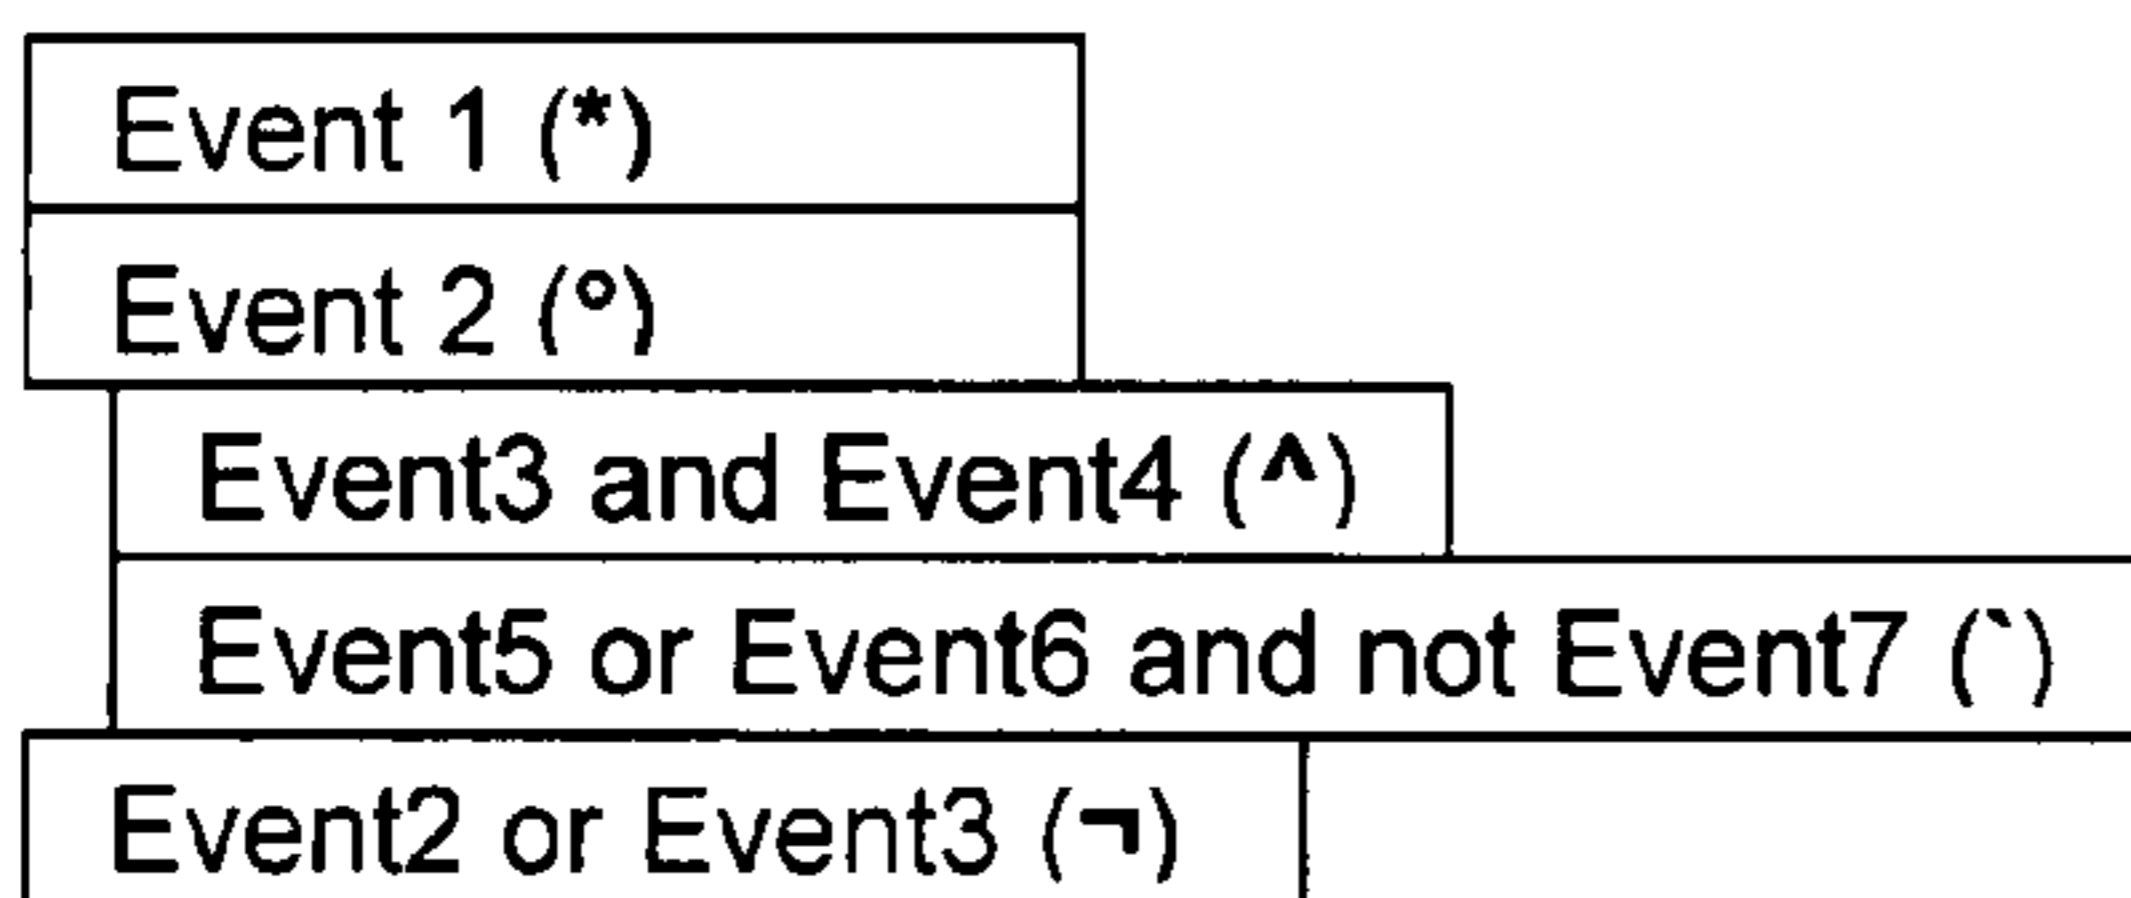 Event 1 (*)
Event 2 (°)
Event3 and Event4 (^)
Event5 or Event6 and not Event7 (`)
Event2 or Event3 (¬)